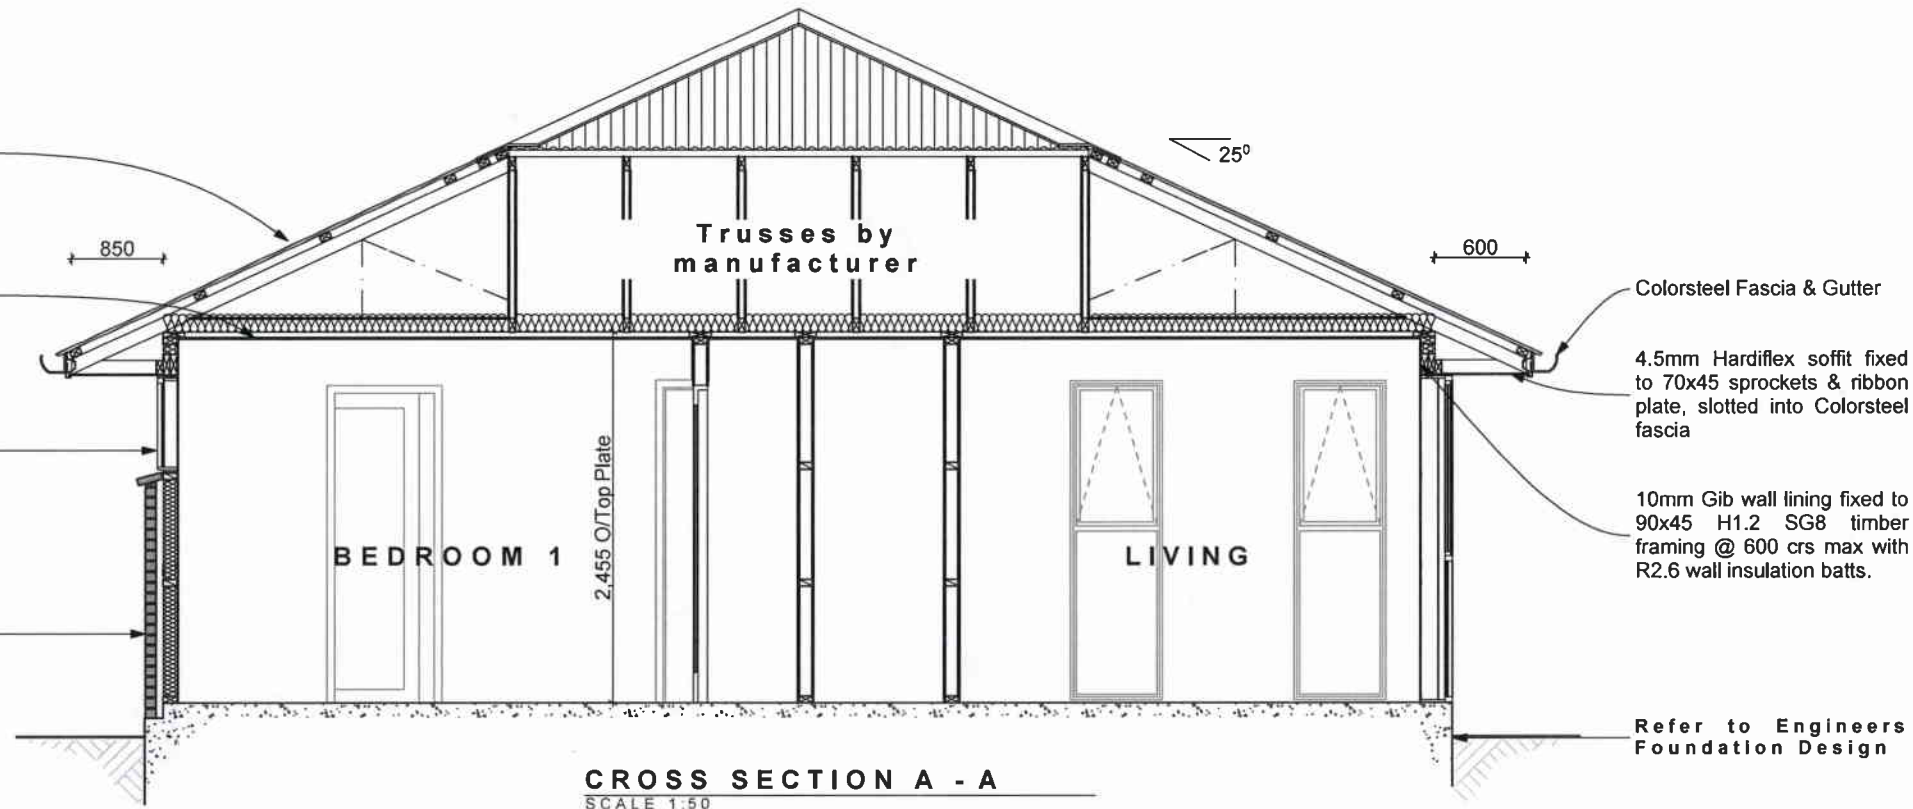 25⁰
850
Trusses by
manufacturer
600
Colorsteel Fascia & Gutter
4.5mm Hardiflex soffit fixed
to 70x45 sprockets & ribbon
plate, slotted into Colorsteel
fascia
2,455 O/Top Plate
10mm Gib wall lining fixed to
90x45 H1.2 SG8 timber
framing @ 600 crs max with
R2.6 wall insulation batts.
BEDROOM 1
LIVING
Refer to Engineers
Foundation Design
CROSS SECTION A - A
SCALE 1:50